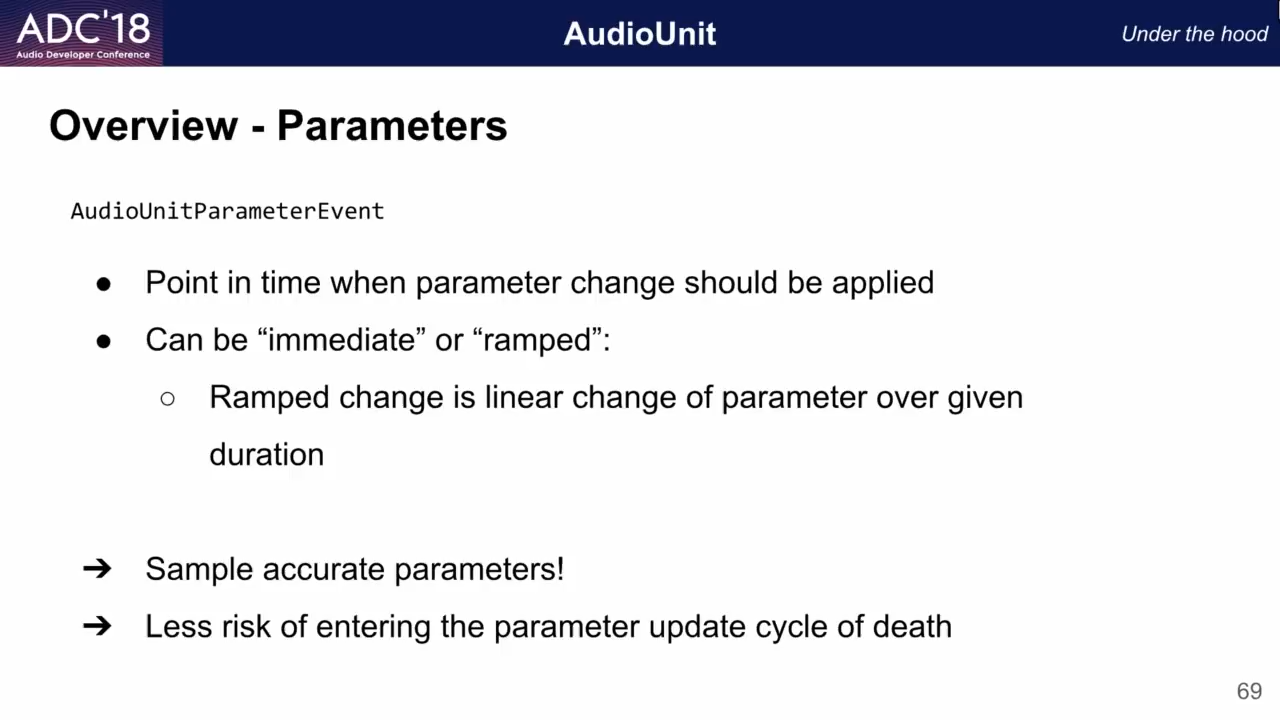 ADC'18
Audio Developer Conference
AudioUnit
Under the hood
Overview - Parameters
AudioUnitParameterEvent
● Point in time when parameter change should be applied
● Can be “immediate” or “ramped”:
○ Ramped change is linear change of parameter over given
duration
➔ Sample accurate parameters!
➔ Less risk of entering the parameter update cycle of death
69